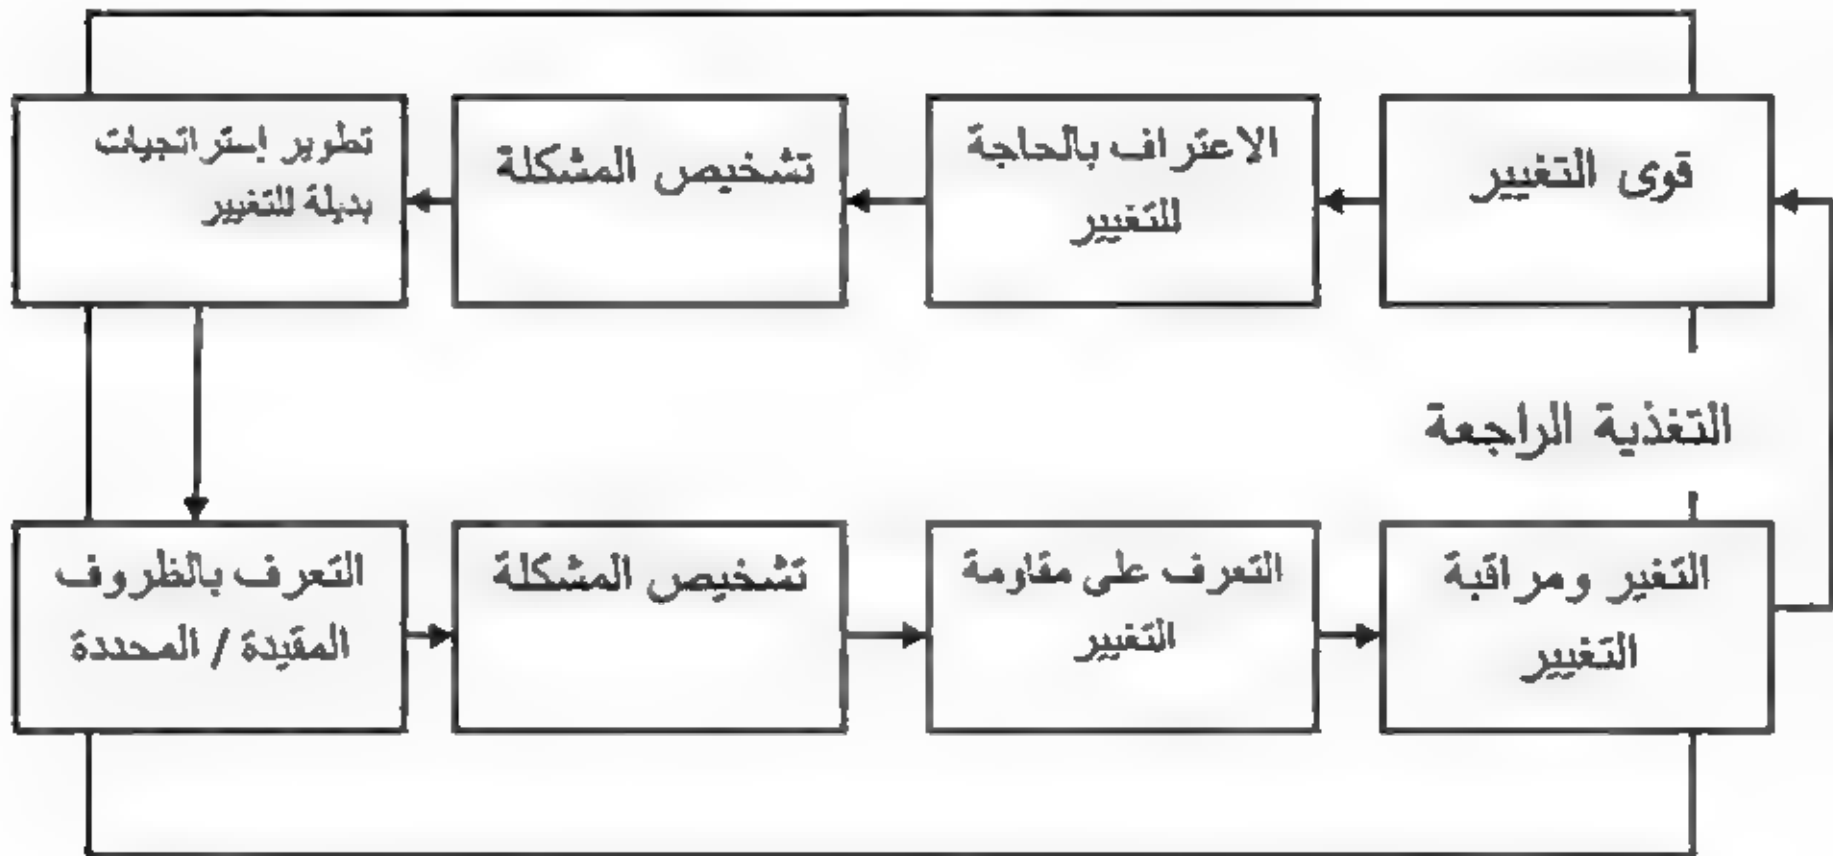 قوى التغيير
الاعتراف بالحاجة
للتغيير
تشخيص المشكلة
تطوير إستراتجيات
بديلة للتغيير
التغذية الراجعة
التعرف بالظروف
المقيدة / المحددة
تشخيص المشكلة
التعرف على مقاومة
التغيير
التغير ومراقبة
التغيير